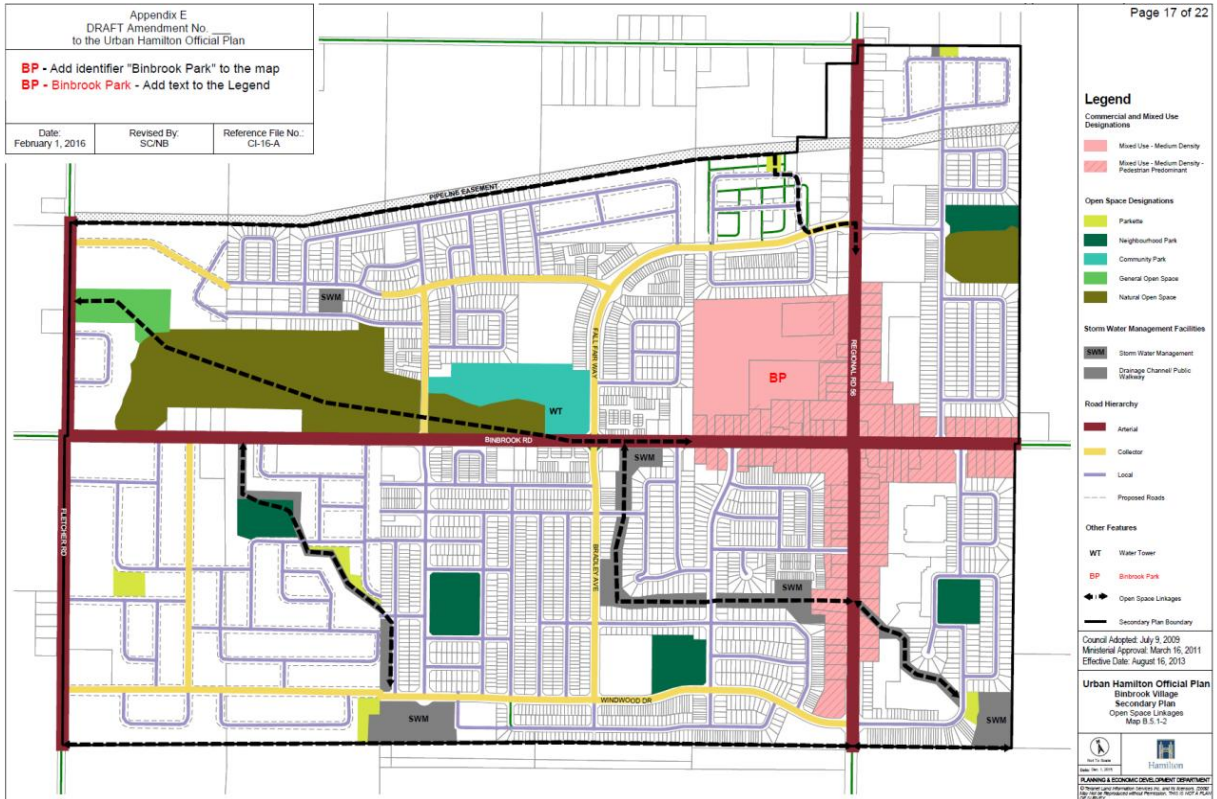 Page 17 of 22
Appendix E
DRAFT Amendment No. ___
to the Urban Hamilton Official Plan
BP - Add identifier "Binbrook Park" to the map
BP - Binbrook Park - Add text to the Legend
Date:
February 1, 2016
Revised By:
SC/NB
Reference File No.:
CI-16-A
PIPELINE EASEMENT
SWM
FALL FAIR WAY
REGIONAL RD 56
BP
WT
BINBROOK RD
SWM
FLETCHER RD
BRADLEY AVE
SWM
WINDWOOD DR
SWM
SWM
Legend
Commercial and Mixed Use
Designations
Mixed Use - Medium Density
Mixed Use - Medium Density -
Pedestrian Predominant
Open Space Designations
Parkette
Neighbourhood Park
Community Park
General Open Space
Natural Open Space
Storm Water Management Facilities
SWM Storm Water Management
Drainage Channel/ Public
Walkway
Road Hierarchy
Arterial
Collector
Local
Proposed Roads
Other Features
WT Water Tower
BP Binbrook Park
Open Space Linkages
Secondary Plan Boundary
Council Adopted: July 9, 2009
Ministerial Approval: March 16, 2011
Effective Date: August 16, 2013
Urban Hamilton Official Plan
Binbrook Village
Secondary Plan
Open Space Linkages
Map B.5.1-2
Not To Scale
Hamilton
PLANNING & ECONOMIC DEVELOPMENT DEPARTMENT